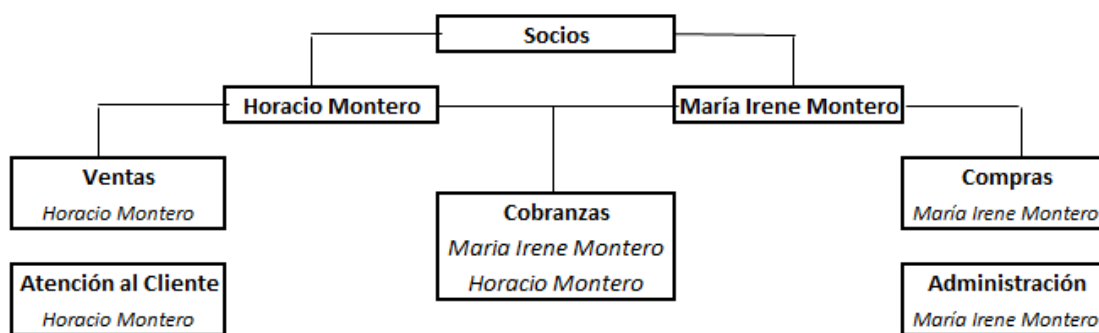 Socios
Horacio Montero
María Irene Montero
Ventas
Horacio Montero
Cobranzas
Maria Irene Montero
Horacio Montero
Compras
María Irene Montero
Atención al Cliente
Horacio Montero
Administración
María Irene Montero